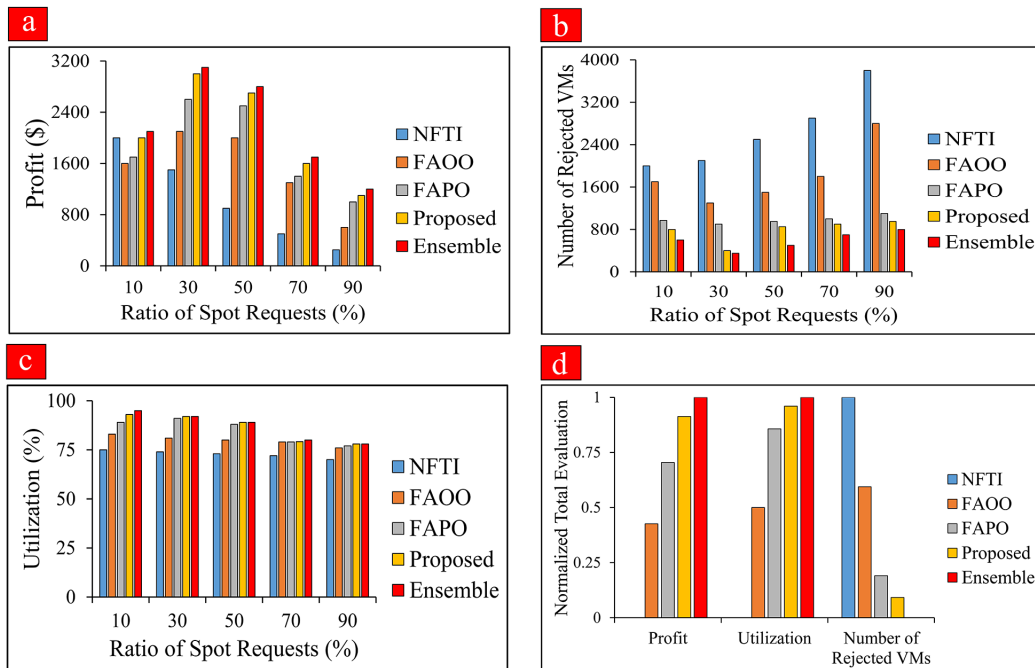 a
3200
2400
1600
800
0
Profit ($)
10 30 50 70 90
Ratio of Spot Requests (%)
NFTI
FAOO
FAPO
Proposed
Ensemble
b
4000
3200
2400
1600
800
0
Number of Rejected VMs
10 30 50 70 90
Ratio of Spot Requests (%)
NFTI
FAOO
FAPO
Proposed
Ensemble
c
100
75
50
25
0
Utilization (%)
10 30 50 70 90
Ratio of Spot Requests (%)
NFTI
FAOO
FAPO
Proposed
Ensemble
d
1
0.75
0.5
0.25
0
Normalized Total Evaluation
Profit Utilization Number of
Rejected VMs
NFTI
FAOO
FAPO
Proposed
Ensemble